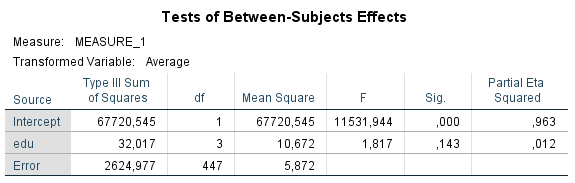 Tests of Between-Subjects Effects
Measure: MEASURE_1
Transformed Variable: Average
Source Type III Sum of Squares df Mean Square F Sig. Partial Eta Squared
Intercept 67720,545 1 67720,545 11531,944 ,000 ,963
edu 32,017 3 10,672 1,817 ,143 ,012
Error 2624,977 447 5,872